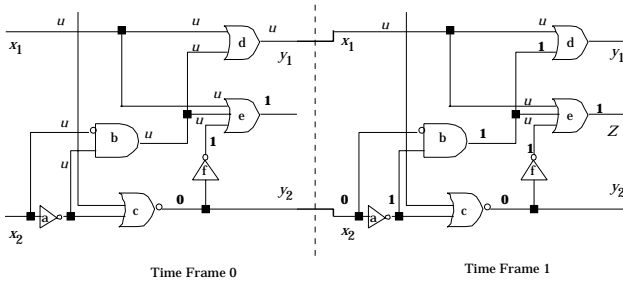 u u u u
x1 d y1 x1 d y1
u 1
u u
u 1 e 1 e
u b u u b 1 u Z
u 1 1
f f
0 0 1 0
a c y2 a c y2
x2 x2
Time Frame 0 Time Frame 1